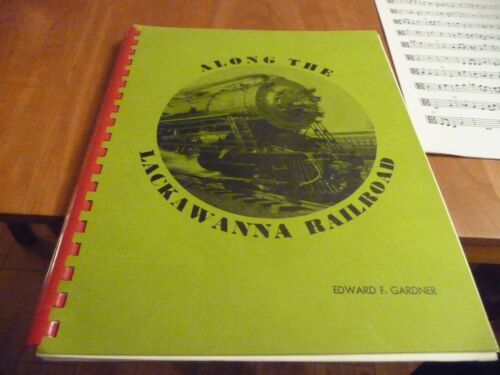 ALONG THE
LACKAWANNA RAILROAD
EDWARD F. GARDNER